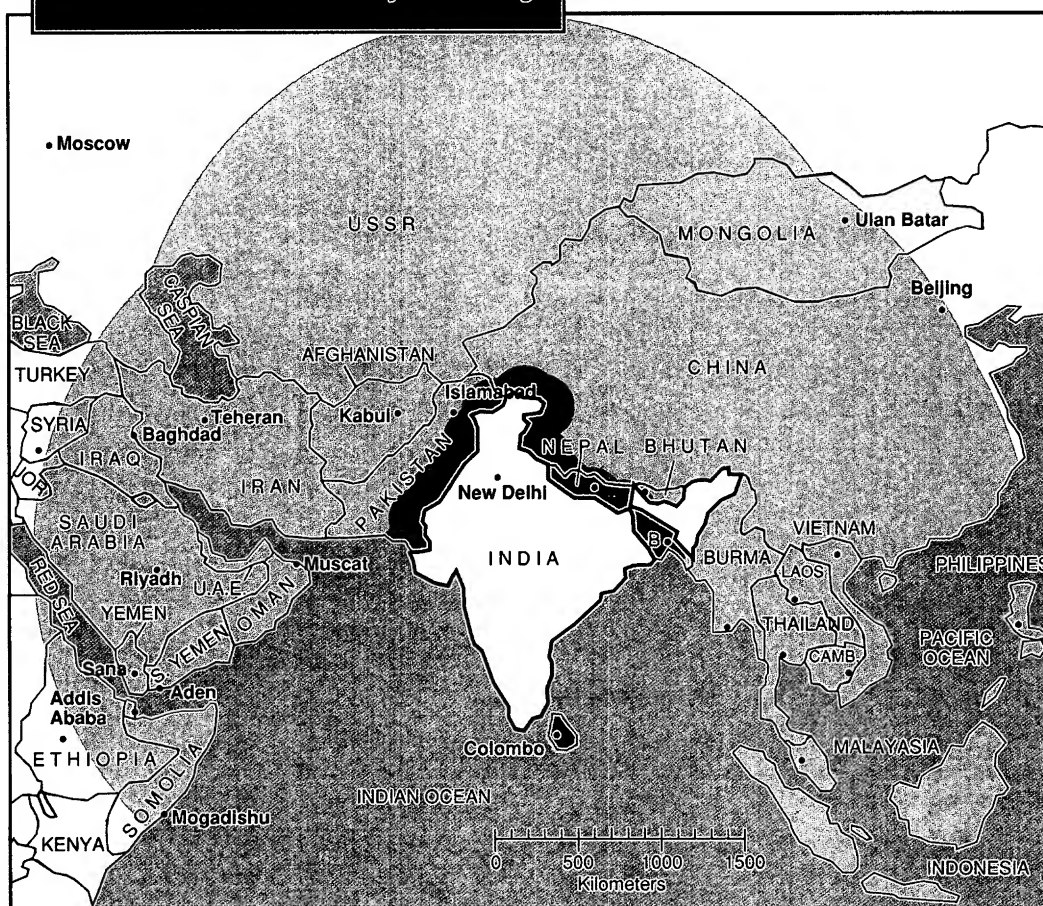 Moscow
USSR
MONGOLIA
Ulan Batar
Beijing
BLACK
SEA
CASPIAN
SEA
TURKEY
AFGHANISTAN
CHINA
Islamabad
SYRIA
Teheran
Kabul
Baghdad
IRAQ
JOR
IRAN
PAKISTAN
NEPAL
BHUTAN
New Delhi
SAUDI
ARABIA
INDIA
B
BURMA
VIETNAM
LAOS
PHILIPPINES
RED SEA
Riyadh
U.A.E.
Muscat
OMAN
YEMEN
S. YEMEN
THAILAND
CAMB
PACIFIC
OCEAN
Sana
Aden
Addis
Ababa
ETHIOPIA
SOMOLIA
Colombo
MALAYASIA
INDIAN OCEAN
Mogadishu
KENYA
0 500 1000 1500
Kilometers
INDONESIA